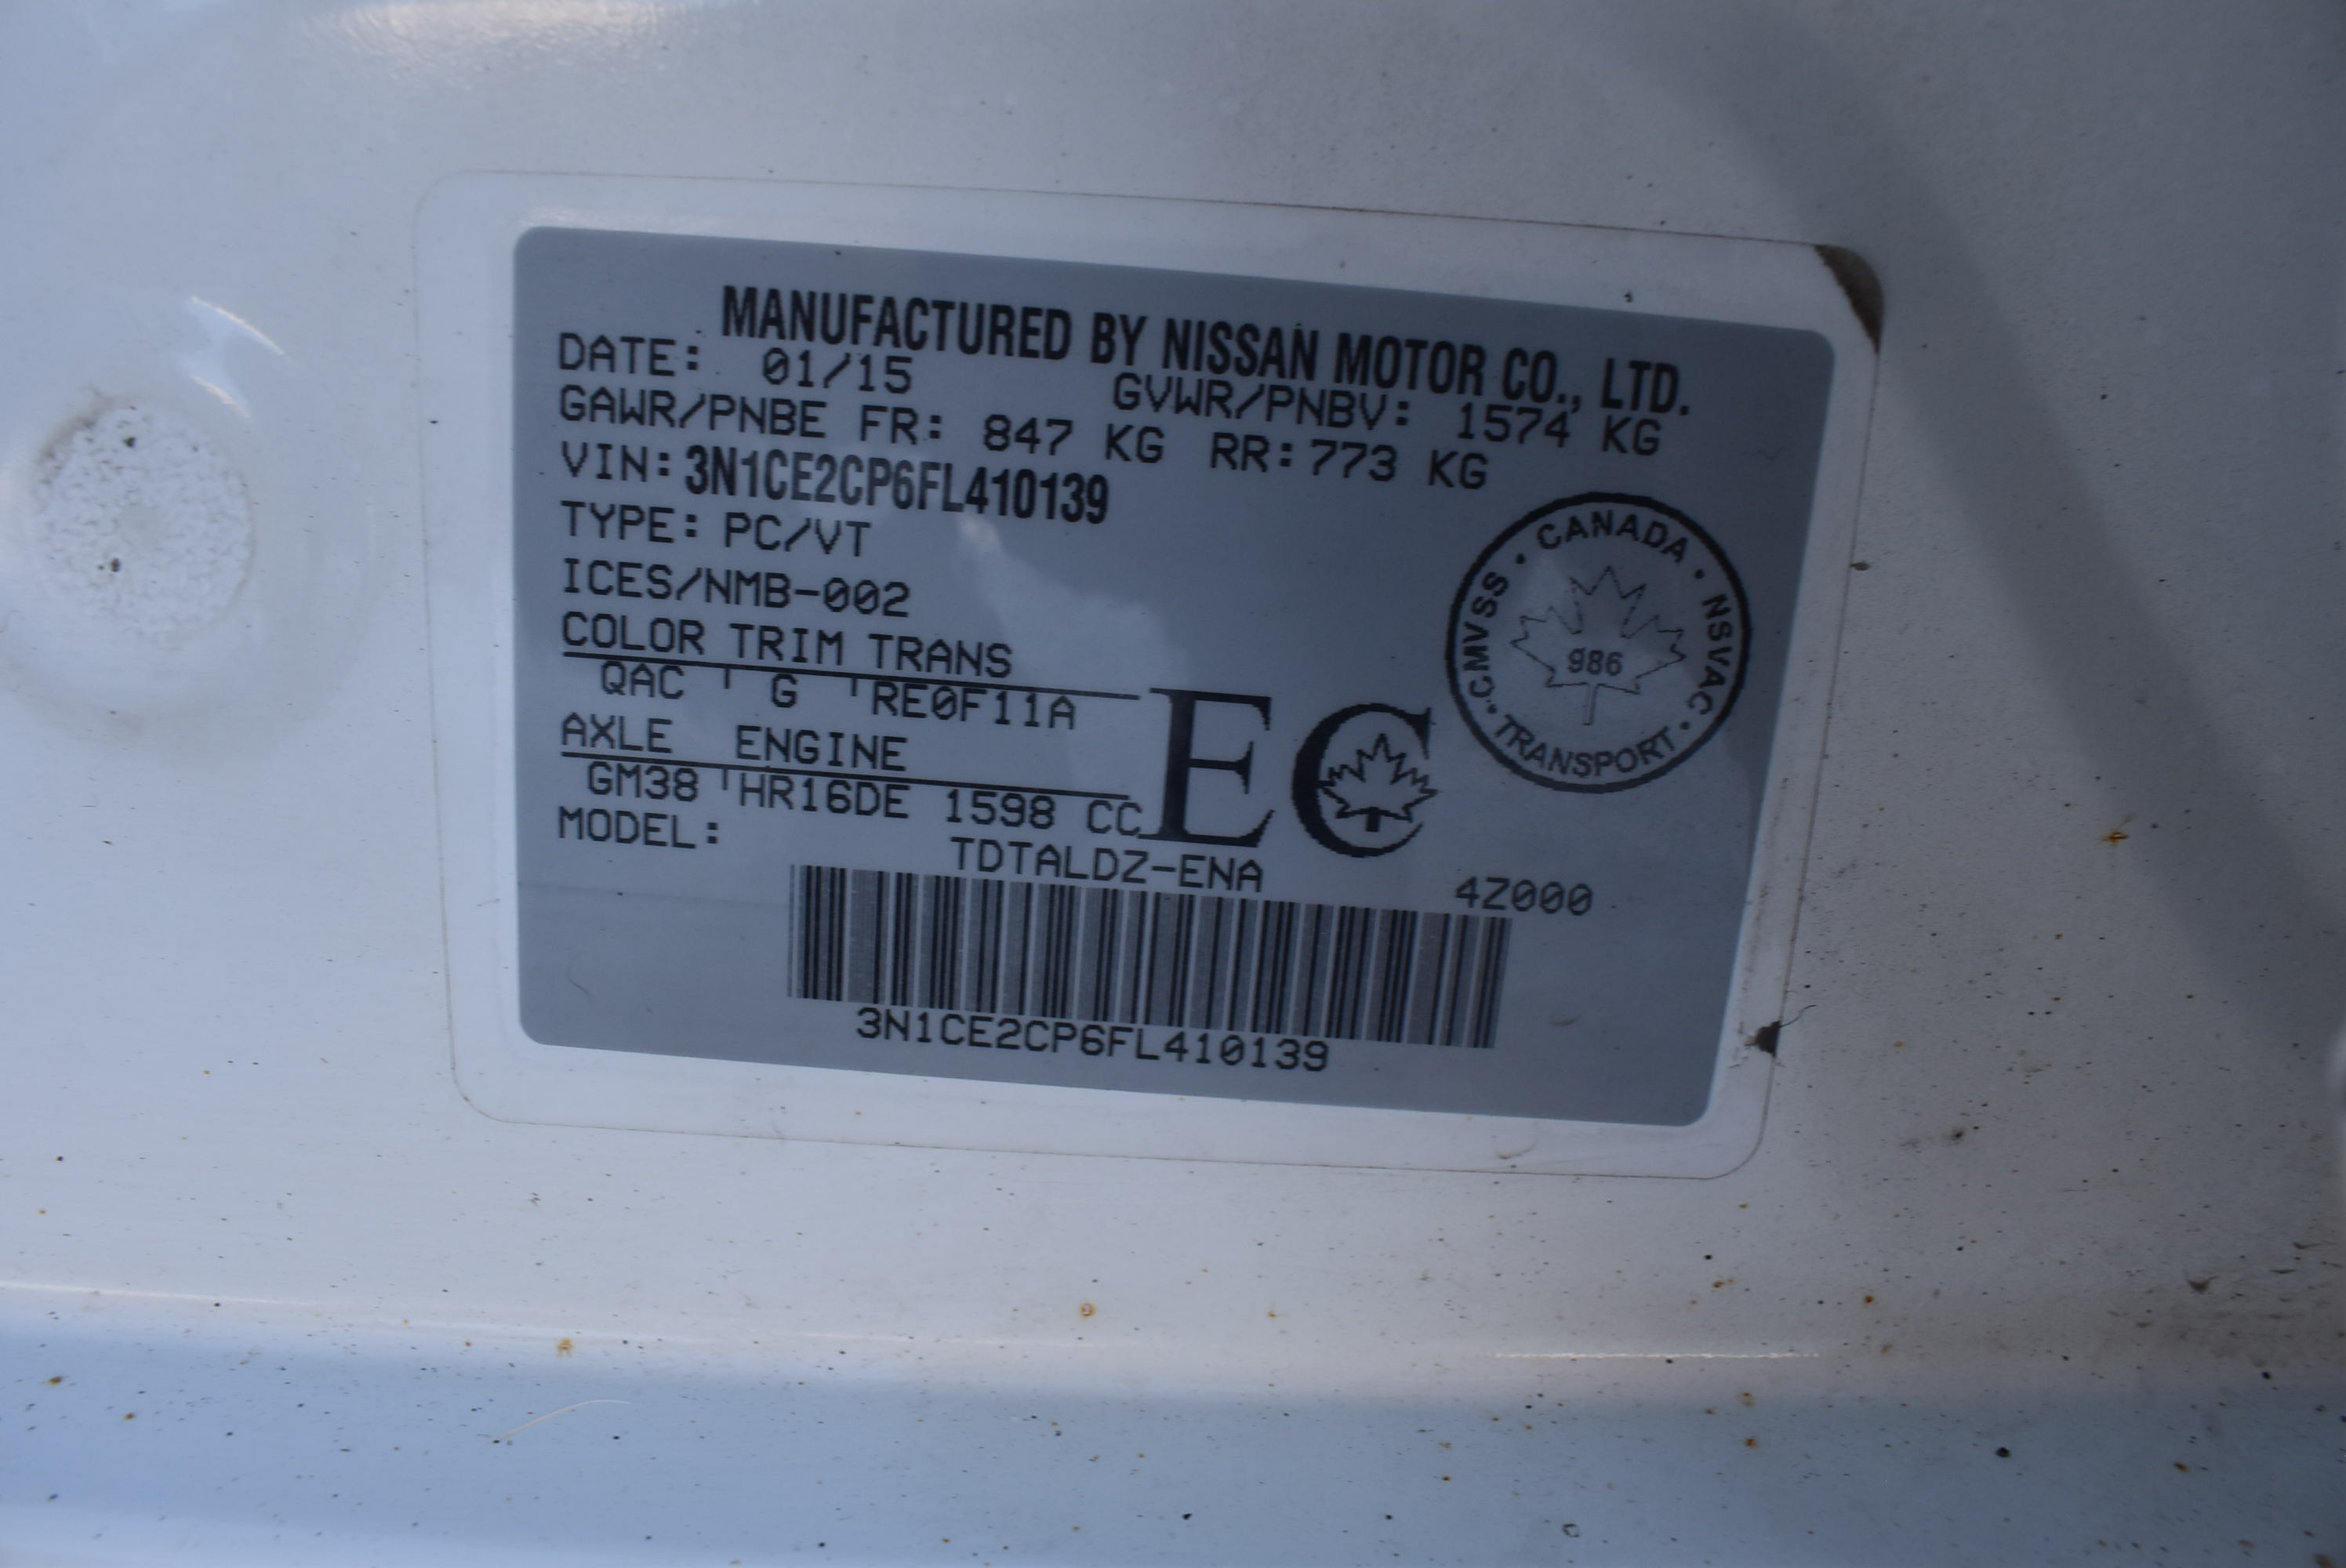 MANUFACTURED BY NISSAN MOTOR CO., LTD.
DATE: 01/15 GVWR/PNBV: 1574 KG
GAWR/PNBE FR: 847 KG RR: 773 KG
VIN: 3N1CE2CP6FL410139
TYPE: PC/VT
ICES/NMB-002
COLOR TRIM TRANS
QAC G RE0F11A
AXLE ENGINE
GM38 HR16DE 1598 CC
EC
MODEL:
TDTALDZ-ENA 4Z000
3N1CE2CP6FL410139
CANADA · NSVAC · TRANSPORT · CMVSS ·
986